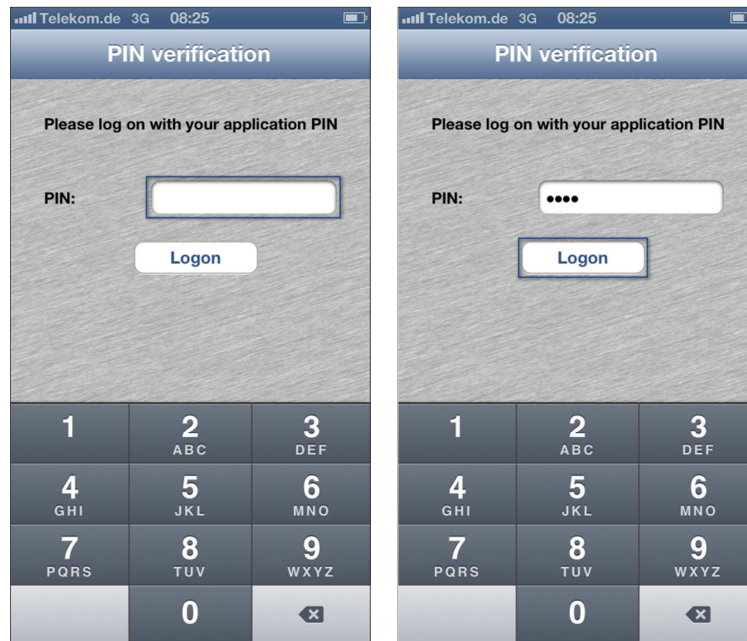 Telekom.de 3G 08:25
PIN verification
Please log on with your application PIN
PIN:
Logon
1 2 3
ABC DEF
4 5 6
GHI JKL MNO
7 8 9
PQRS TUV WXYZ
0
Telekom.de 3G 08:25
PIN verification
Please log on with your application PIN
PIN: ••••
Logon
1 2 3
ABC DEF
4 5 6
GHI JKL MNO
7 8 9
PQRS TUV WXYZ
0